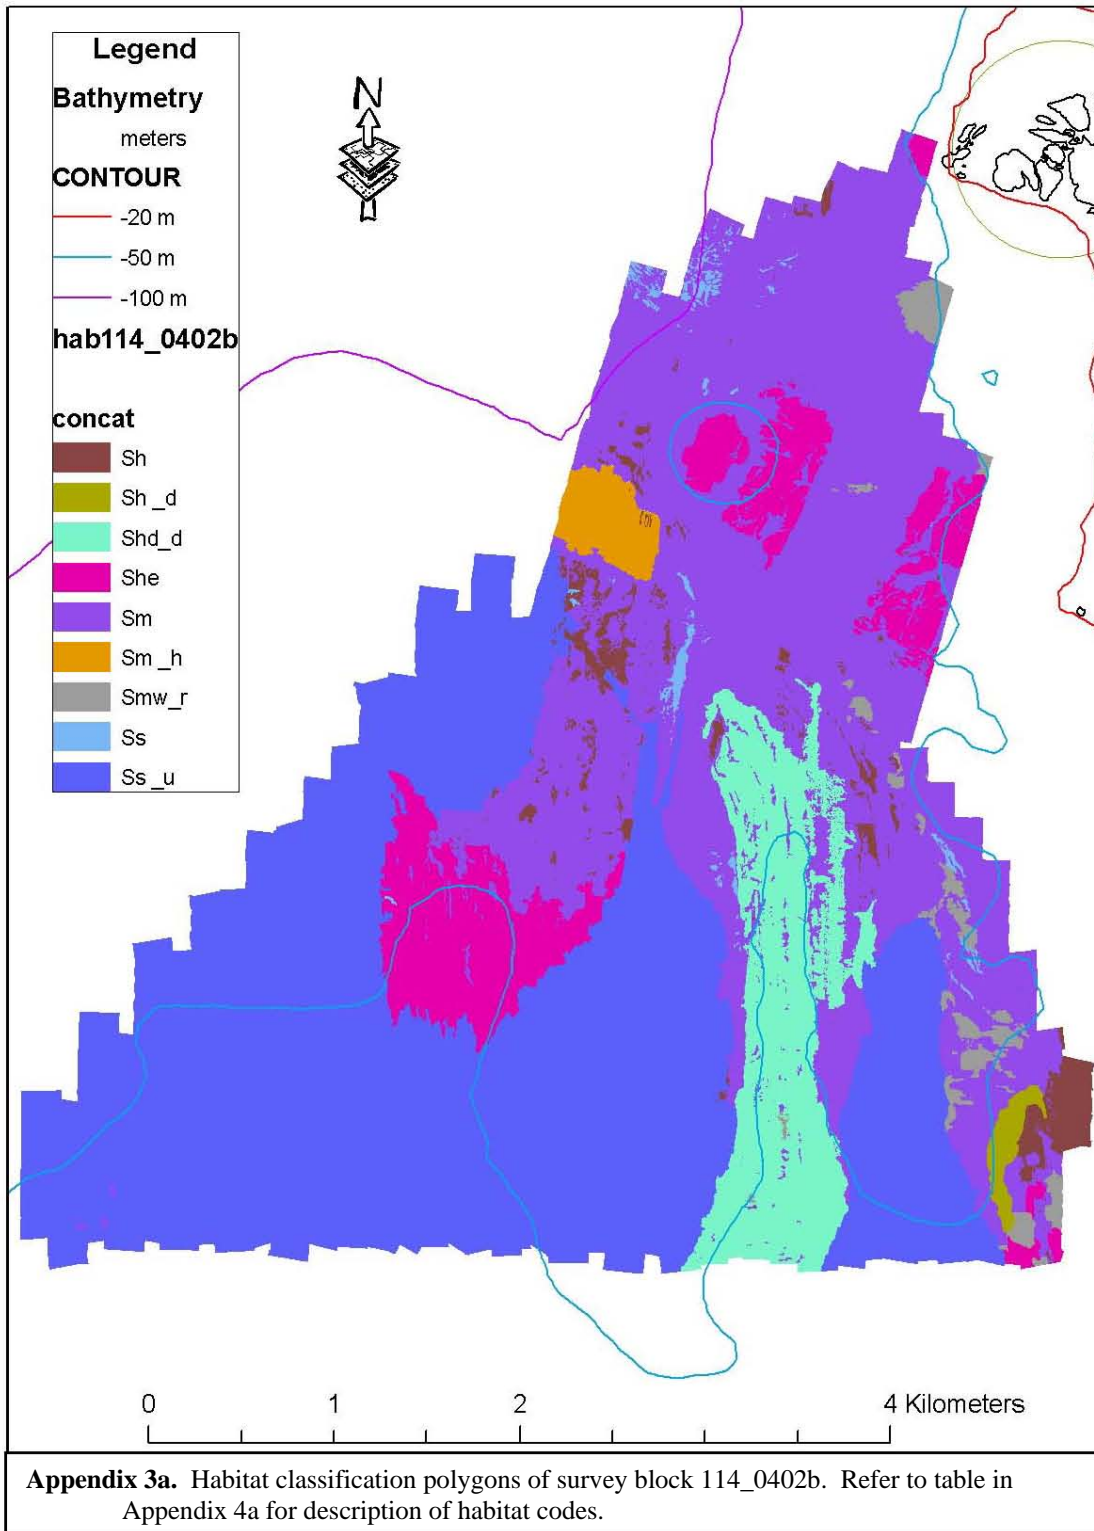 Legend
Bathymetry
meters
CONTOUR
-20 m
-50 m
-100 m
hab114_0402b
concat
Sh
Sh _d
Shd_d
She
Sm
Sm _h
Smw_r
Ss
Ss _u
N
0 1 2 4 Kilometers
Appendix 3a. Habitat classification polygons of survey block 114_0402b. Refer to table in
Appendix 4a for description of habitat codes.